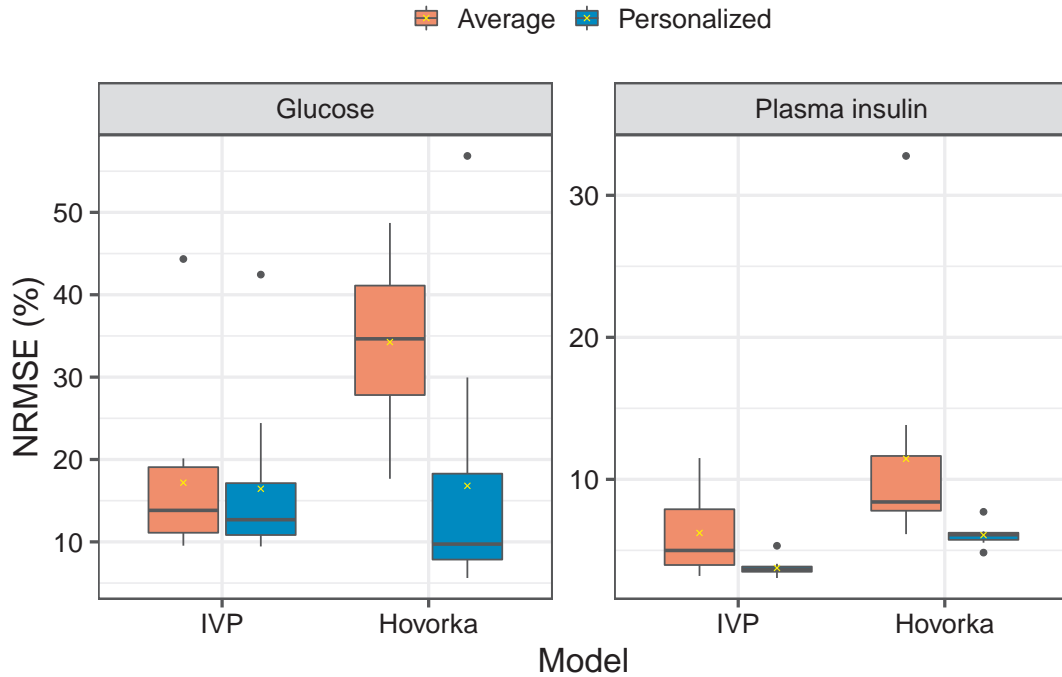 Average Personalized
Glucose
Plasma insulin
NRMSE (%)
50
40
30
20
10
30
20
10
IVP
Hovorka
IVP
Hovorka
Model